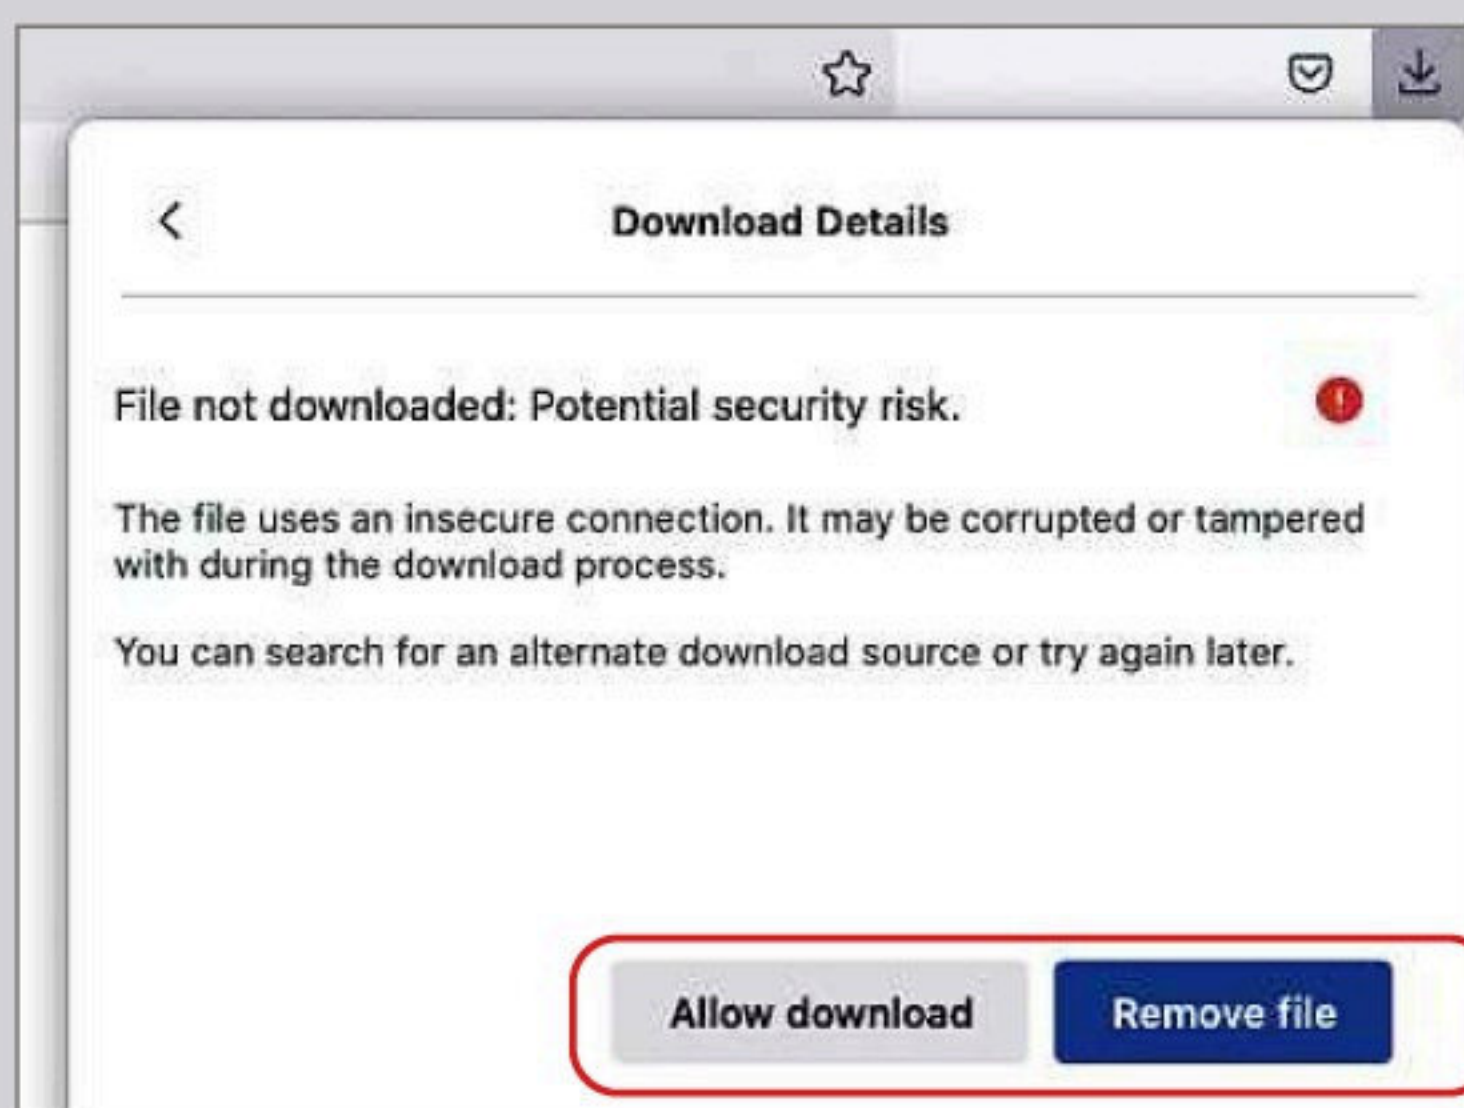 Download Details
File not downloaded: Potential security risk.
The file uses an insecure connection. It may be corrupted or tampered
with during the download process.
You can search for an alternate download source or try again later.
Allow download
Remove file